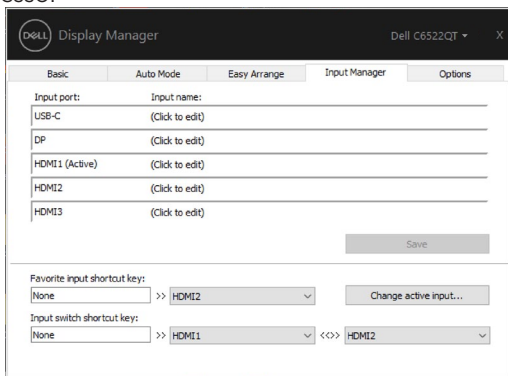 DELL Display Manager Dell C6522QT X
Basic Auto Mode Easy Arrange Input Manager Options
Input port: Input name:
USB-C (Click to edit)
DP (Click to edit)
HDMI1 (Active) (Click to edit)
HDMI2 (Click to edit)
HDMI3 (Click to edit)
Save
Favorite input shortcut key:
None >> HDMI2 Change active input...
Input switch shortcut key:
None >> HDMI1 <<>> HDMI2